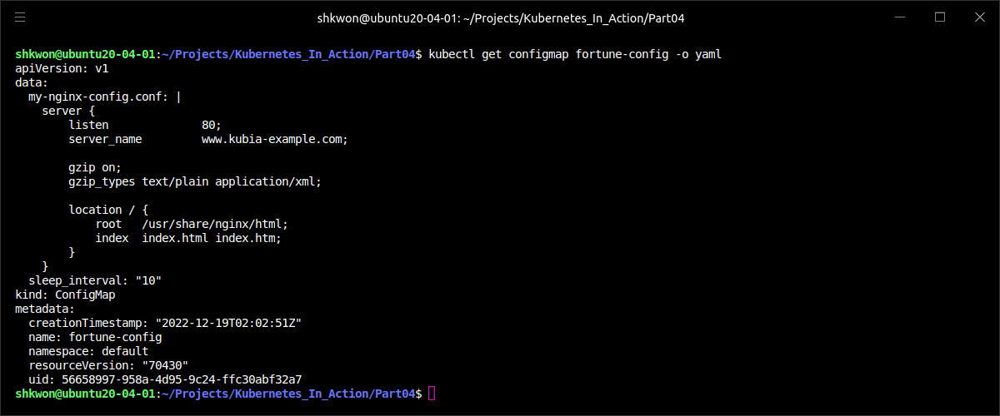 shkwon@ubuntu20-04-01: ~/Projects/Kubernetes_In_Action/Part04
shkwon@ubuntu20-04-01:~/Projects/Kubernetes_In_Action/Part04$ kubectl get configmap fortune-config -o yaml
apiVersion: v1
data:
  my-nginx-config.conf: |
    server {
        listen              80;
        server_name         www.kubia-example.com;

        gzip on;
        gzip_types text/plain application/xml;

        location / {
            root   /usr/share/nginx/html;
            index  index.html index.htm;
        }
    }
  sleep_interval: "10"
kind: ConfigMap
metadata:
  creationTimestamp: "2022-12-19T02:02:51Z"
  name: fortune-config
  namespace: default
  resourceVersion: "70430"
  uid: 56658997-958a-4d95-9c24-ffc30abf32a7
shkwon@ubuntu20-04-01:~/Projects/Kubernetes_In_Action/Part04$